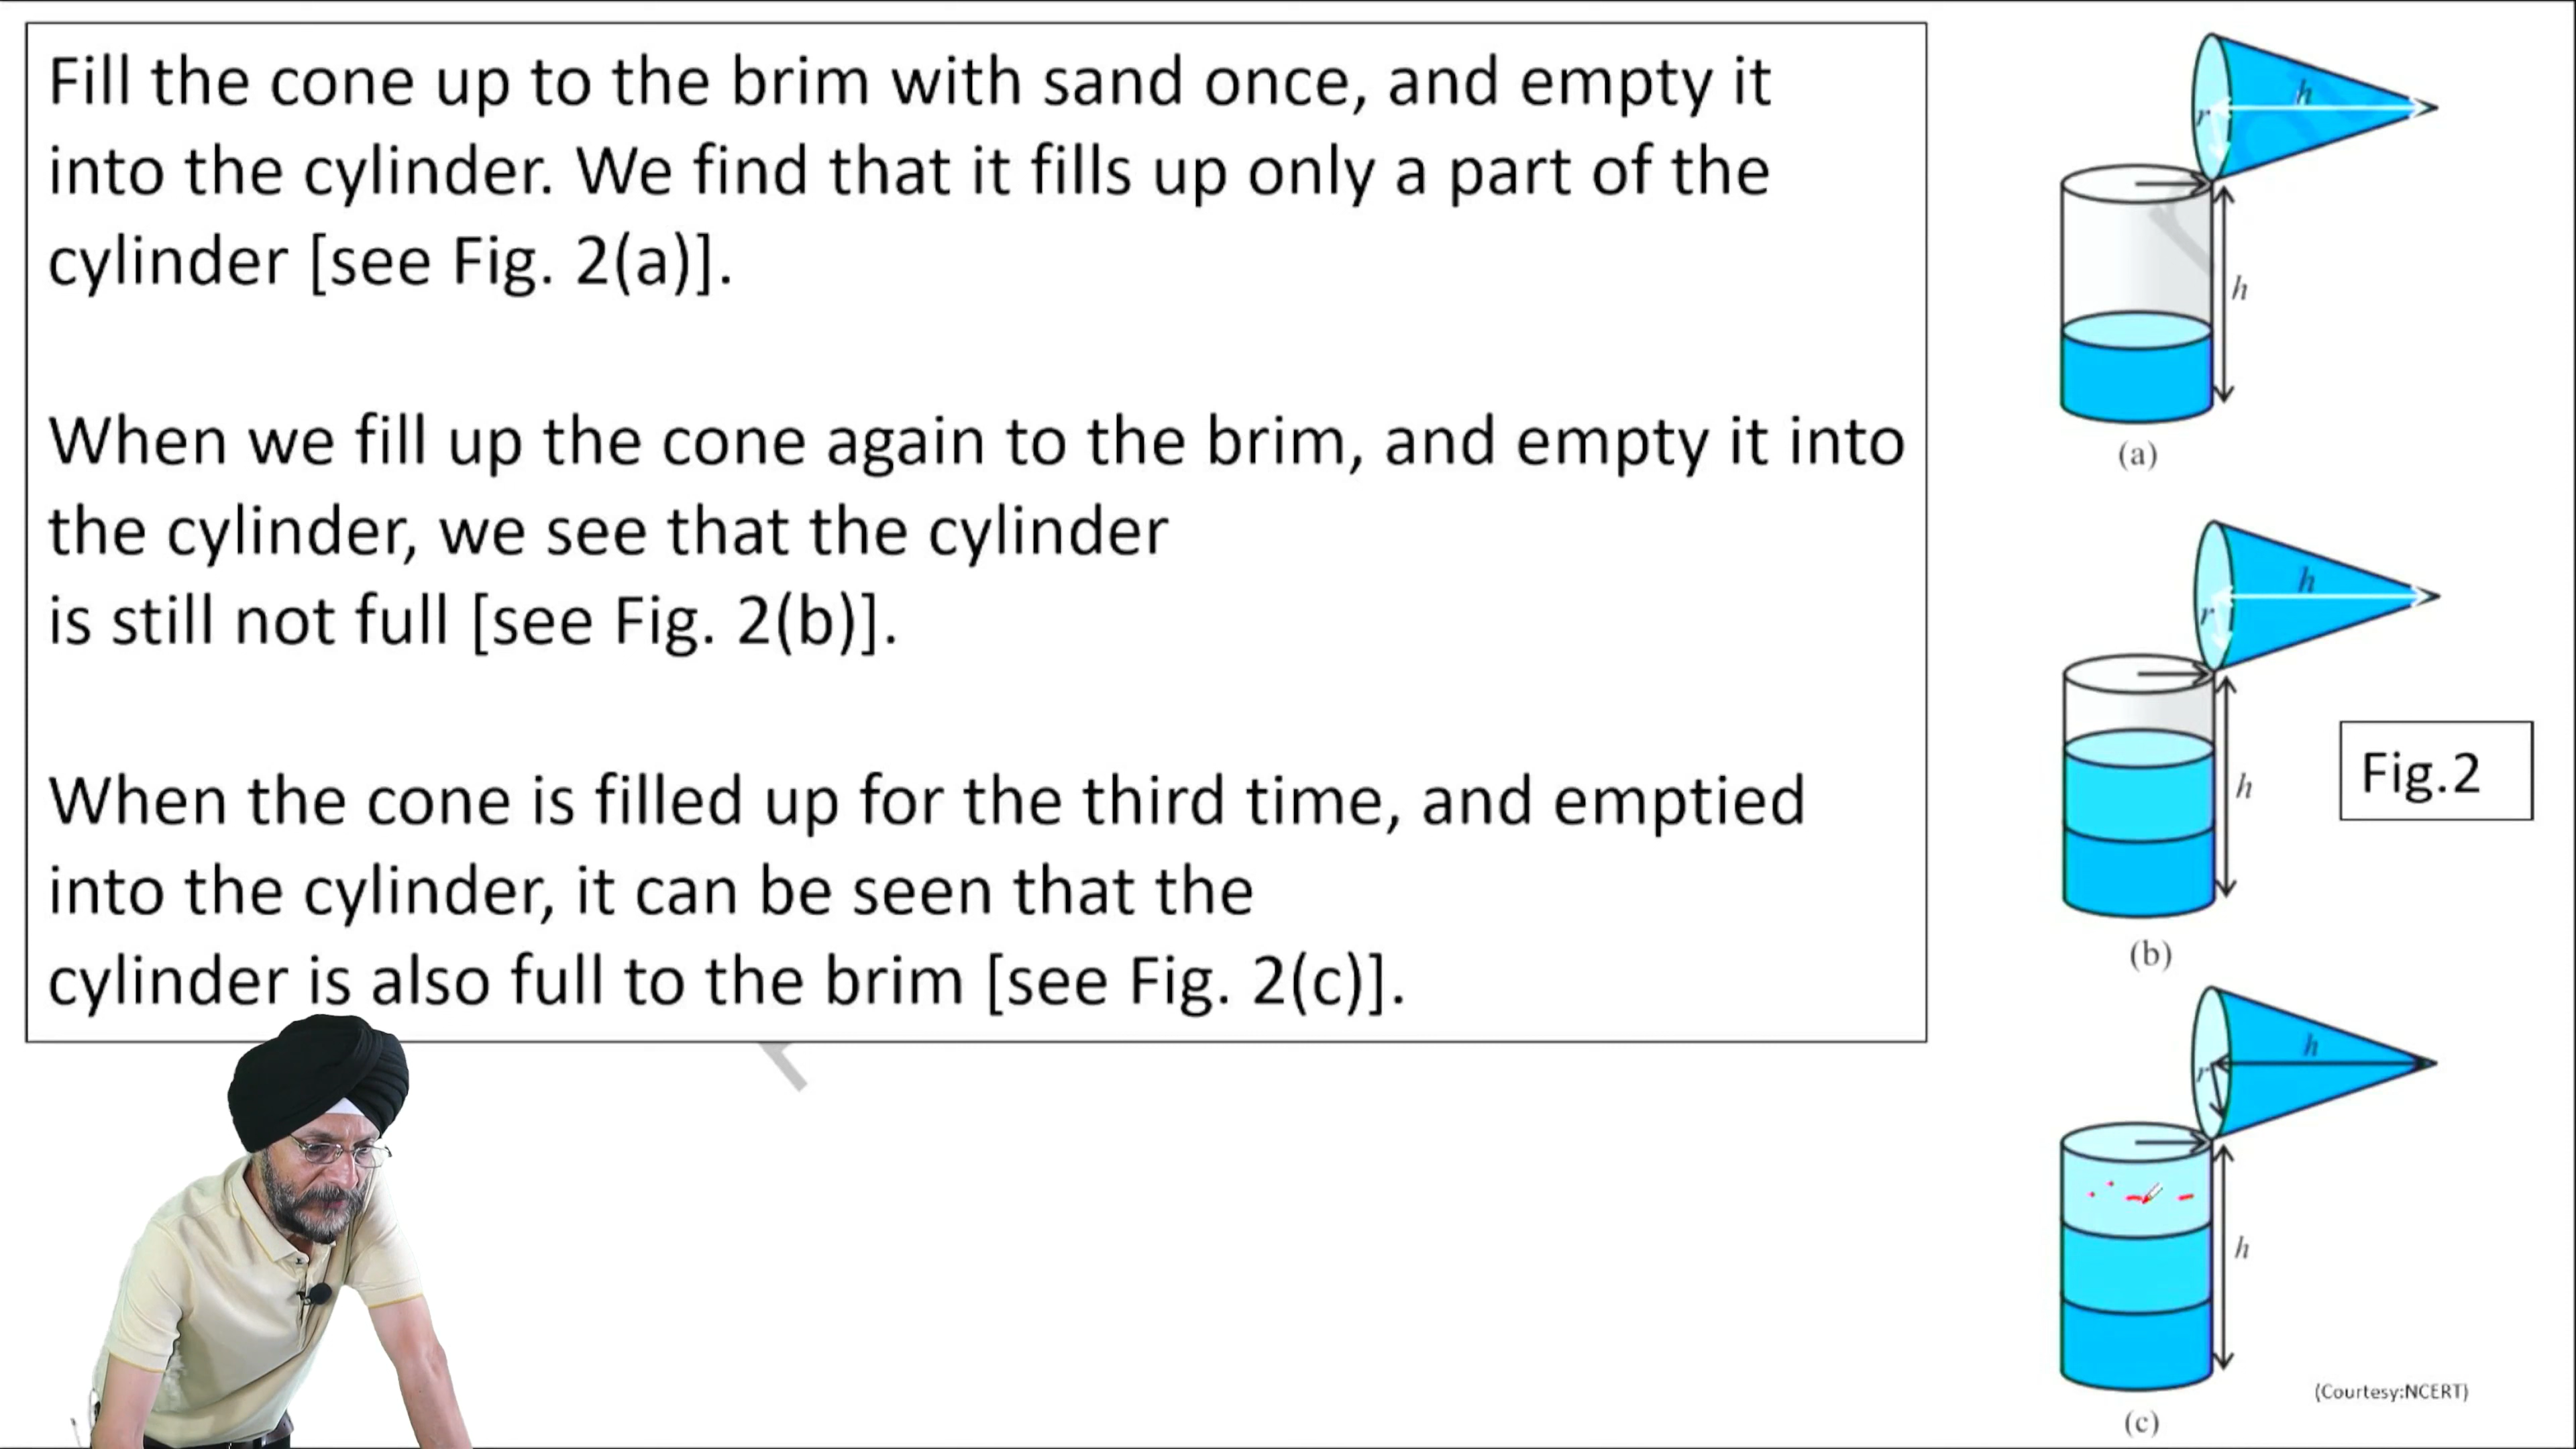 Fill the cone up to the brim with sand once, and empty it
into the cylinder. We find that it fills up only a part of the
cylinder [see Fig. 2(a)].
When we fill up the cone again to the brim, and empty it into
the cylinder, we see that the cylinder
is still not full [see Fig. 2(b)].
When the cone is filled up for the third time, and emptied
into the cylinder, it can be seen that the
cylinder is also full to the brim [see Fig. 2(c)].
h
r
h
(a)
h
r
h
(b)
Fig.2
h
r
h
(c)
(Courtesy:NCERT)